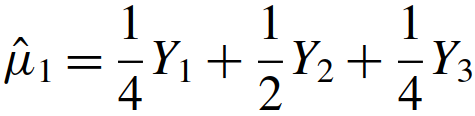 μ̂₁ = 1/4 Y₁ + 1/2 Y₂ + 1/4 Y₃